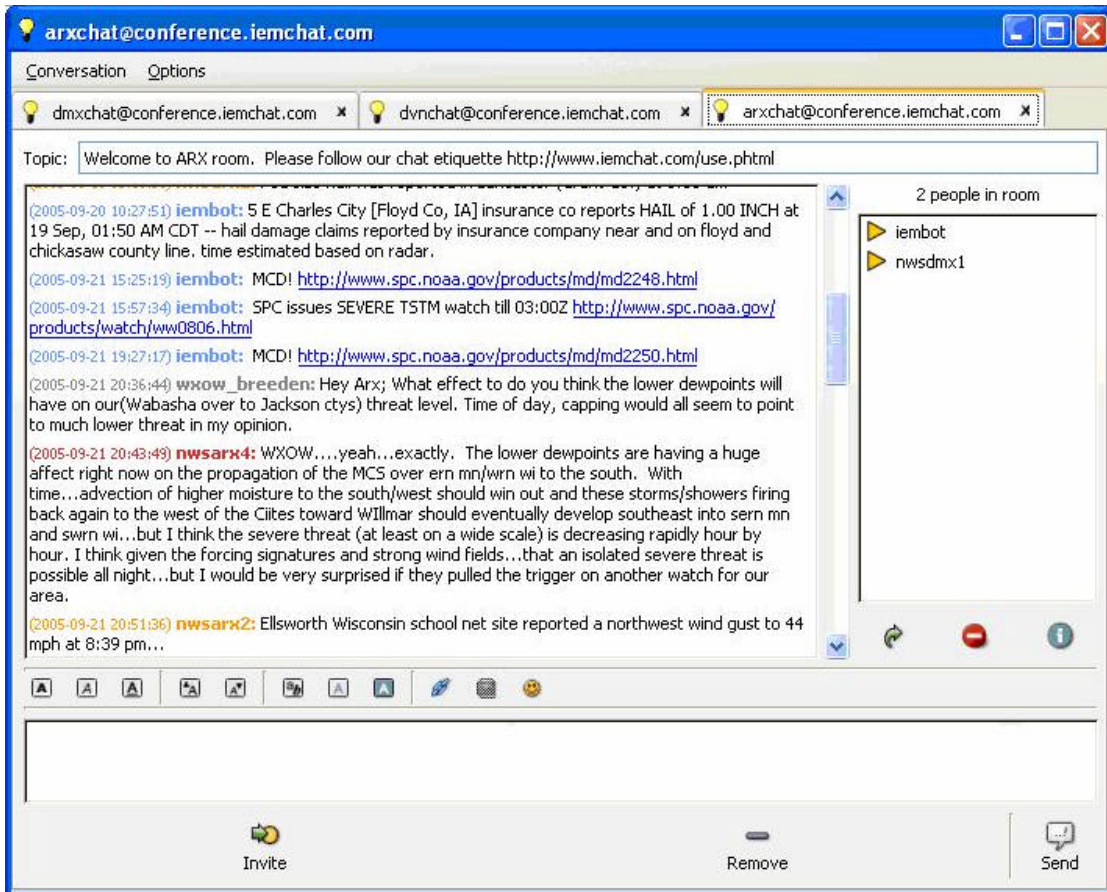 arxchat@conference.iemchat.com
Conversation Options
dmxchat@conference.iemchat.com
dvnchat@conference.iemchat.com
arxchat@conference.iemchat.com
Topic: Welcome to ARX room. Please follow our chat etiquette http://www.iemchat.com/use.phtml
(2005-09-20 10:27:51) iembot: 5 E Charles City [Floyd Co, IA] insurance co reports HAIL of 1.00 INCH at
19 Sep, 01:50 AM CDT -- hail damage claims reported by insurance company near and on floyd and
chickasaw county line. time estimated based on radar.
(2005-09-21 15:25:19) iembot: MCD! http://www.spc.noaa.gov/products/md/md2248.html
(2005-09-21 15:57:34) iembot: SPC issues SEVERE TSTM watch till 03:00Z http://www.spc.noaa.gov/
products/watch/ww0806.html
(2005-09-21 19:27:17) iembot: MCD! http://www.spc.noaa.gov/products/md/md2250.html
(2005-09-21 20:36:44) wxow_breeden: Hey Arx; What effect to do you think the lower dewpoints will
have on our(Wabasha over to Jackson ctys) threat level. Time of day, capping would all seem to point
to much lower threat in my opinion.
(2005-09-21 20:43:49) nwsarx4: WXOW....yeah...exactly. The lower dewpoints are having a huge
affect right now on the propagation of the MCS over ern mn/wrn wi to the south. With
time...advection of higher moisture to the south/west should win out and these storms/showers firing
back again to the west of the Ciites toward WIllmar should eventually develop southeast into sern mn
and swrn wi...but I think the severe threat (at least on a wide scale) is decreasing rapidly hour by
hour. I think given the forcing signatures and strong wind fields...that an isolated severe threat is
possible all night...but I would be very surprised if they pulled the trigger on another watch for our
area.
(2005-09-21 20:51:36) nwsarx2: Ellsworth Wisconsin school net site reported a northwest wind gust to 44
mph at 8:39 pm...
2 people in room
iembot
nwsdmx1
Invite
Remove
Send